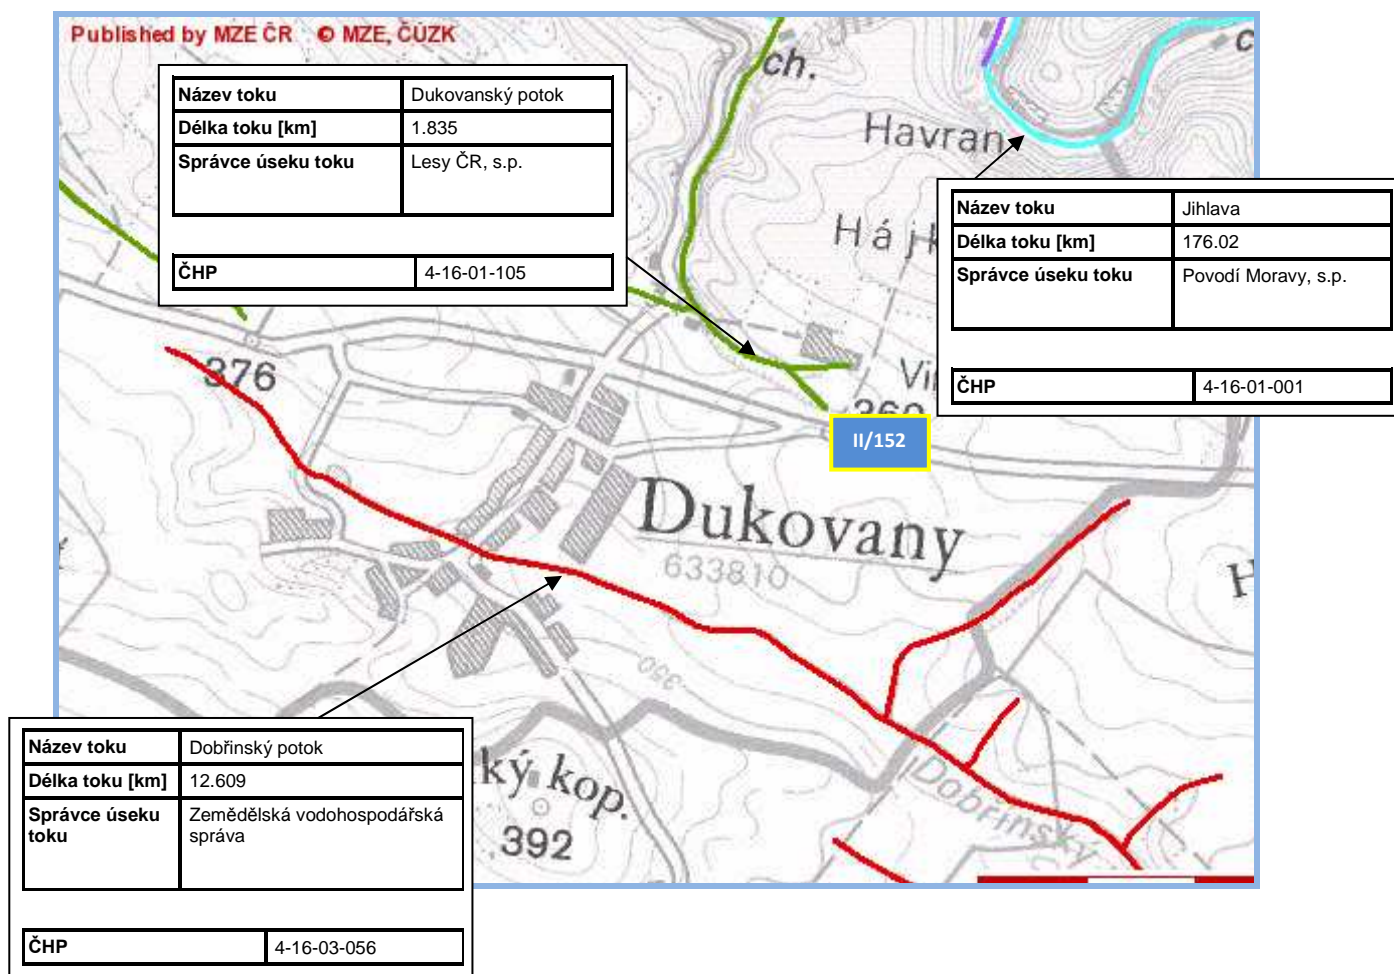 Published by MZE ČR © MZE, ČÚZK
ch.
Název toku Dukovanský potok
Délka toku [km] 1.835
Správce úseku toku Lesy ČR, s.p.
ČHP 4-16-01-105
Havran
Název toku Jihlava
Délka toku [km] 176.02
Správce úseku toku Povodí Moravy, s.p.
ČHP 4-16-01-001
376
360
II/152
Dukovany
633810
350
Název toku Dobřinský potok
Délka toku [km] 12.609
Správce úseku Zemědělská vodohospodářská
toku správa
ČHP 4-16-03-056
ký kop.
392
Dobřínský